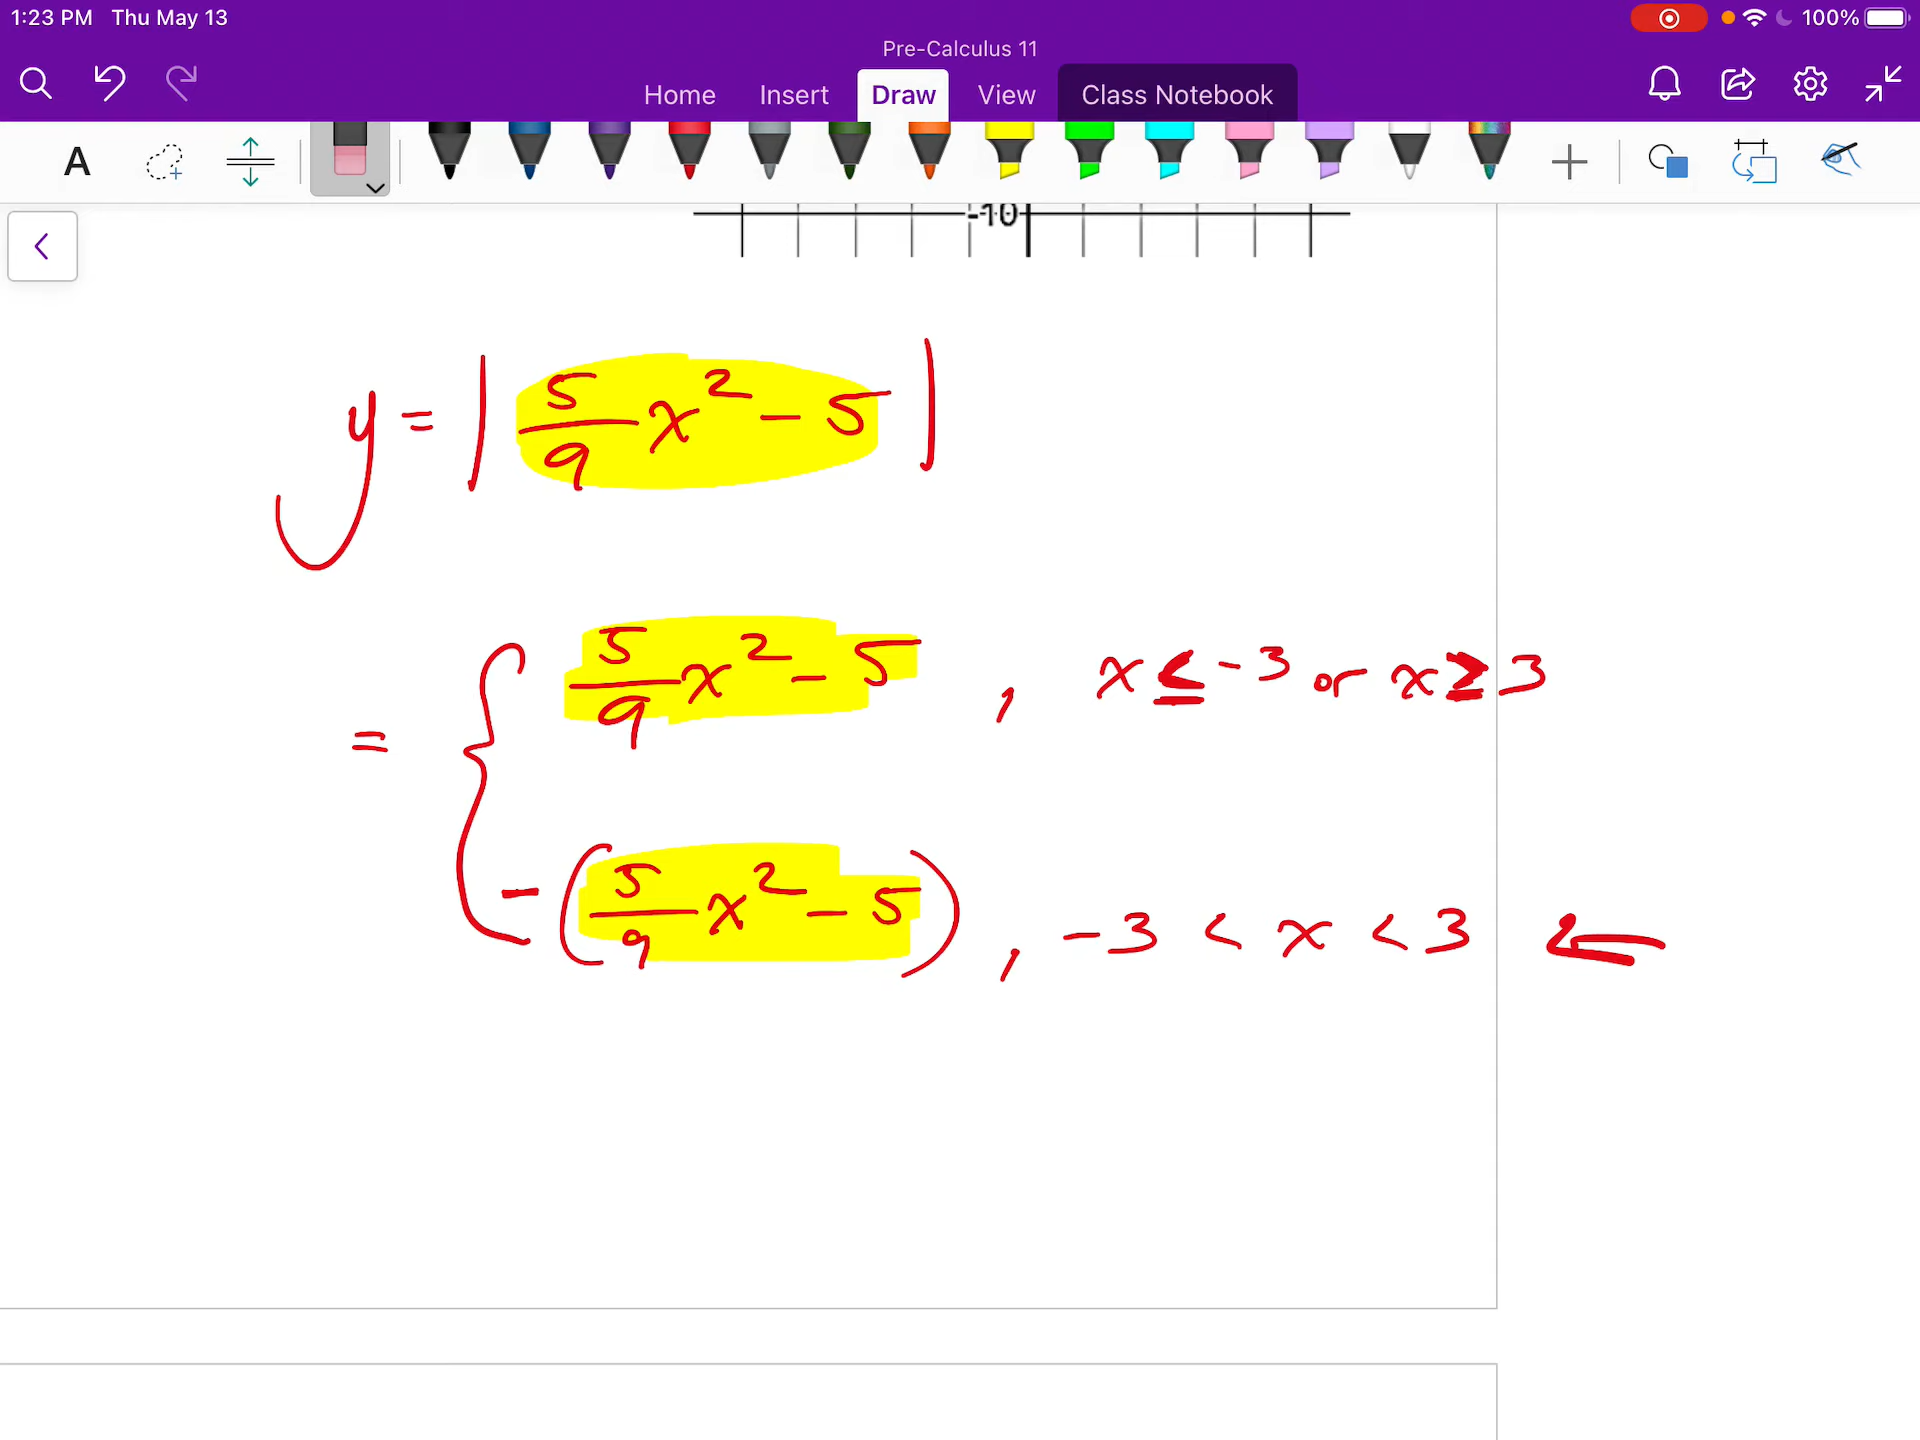 1:23 PM Thu May 13 100%
Pre-Calculus 11
Home Insert Draw View Class Notebook
A
-10
y = | 5/9 x² - 5 |
= { 5/9 x² - 5 , x ≤ -3 or x ≥ 3
-( 5/9 x² - 5 ) , -3 < x < 3 ⇐